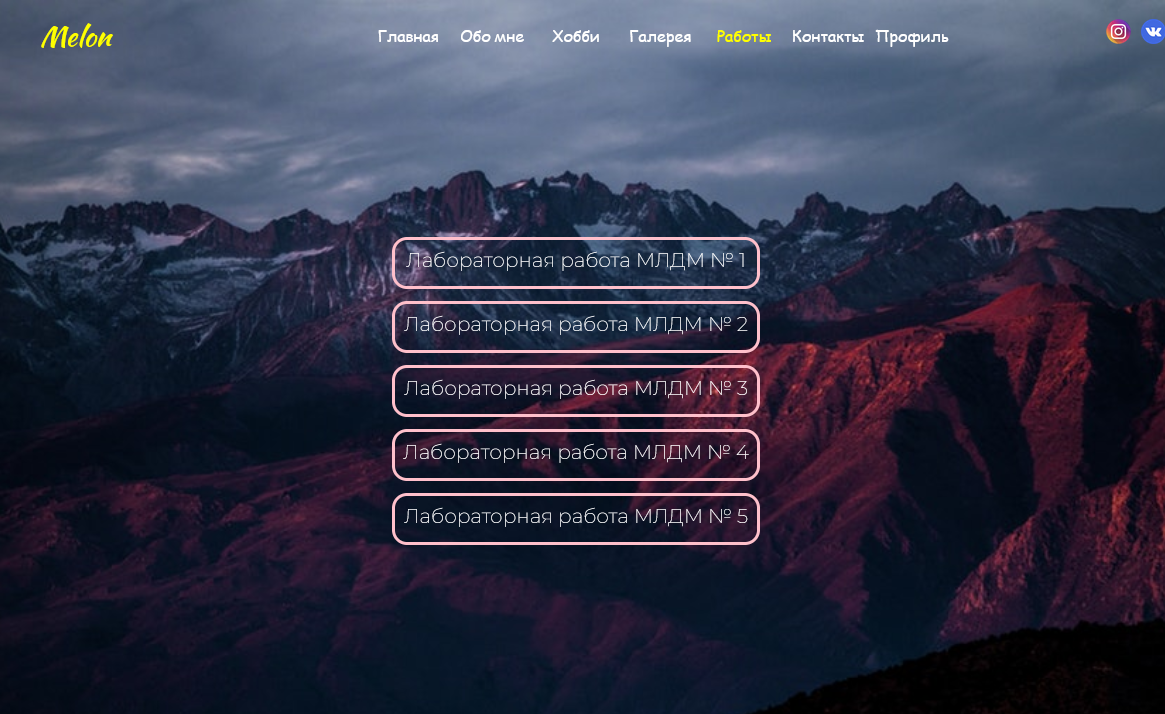 Melon
Главная Обо мне Хобби Галерея Работы Контакты Профиль
Лабораторная работа МЛДМ № 1
Лабораторная работа МЛДМ № 2
Лабораторная работа МЛДМ № 3
Лабораторная работа МЛДМ № 4
Лабораторная работа МЛДМ № 5